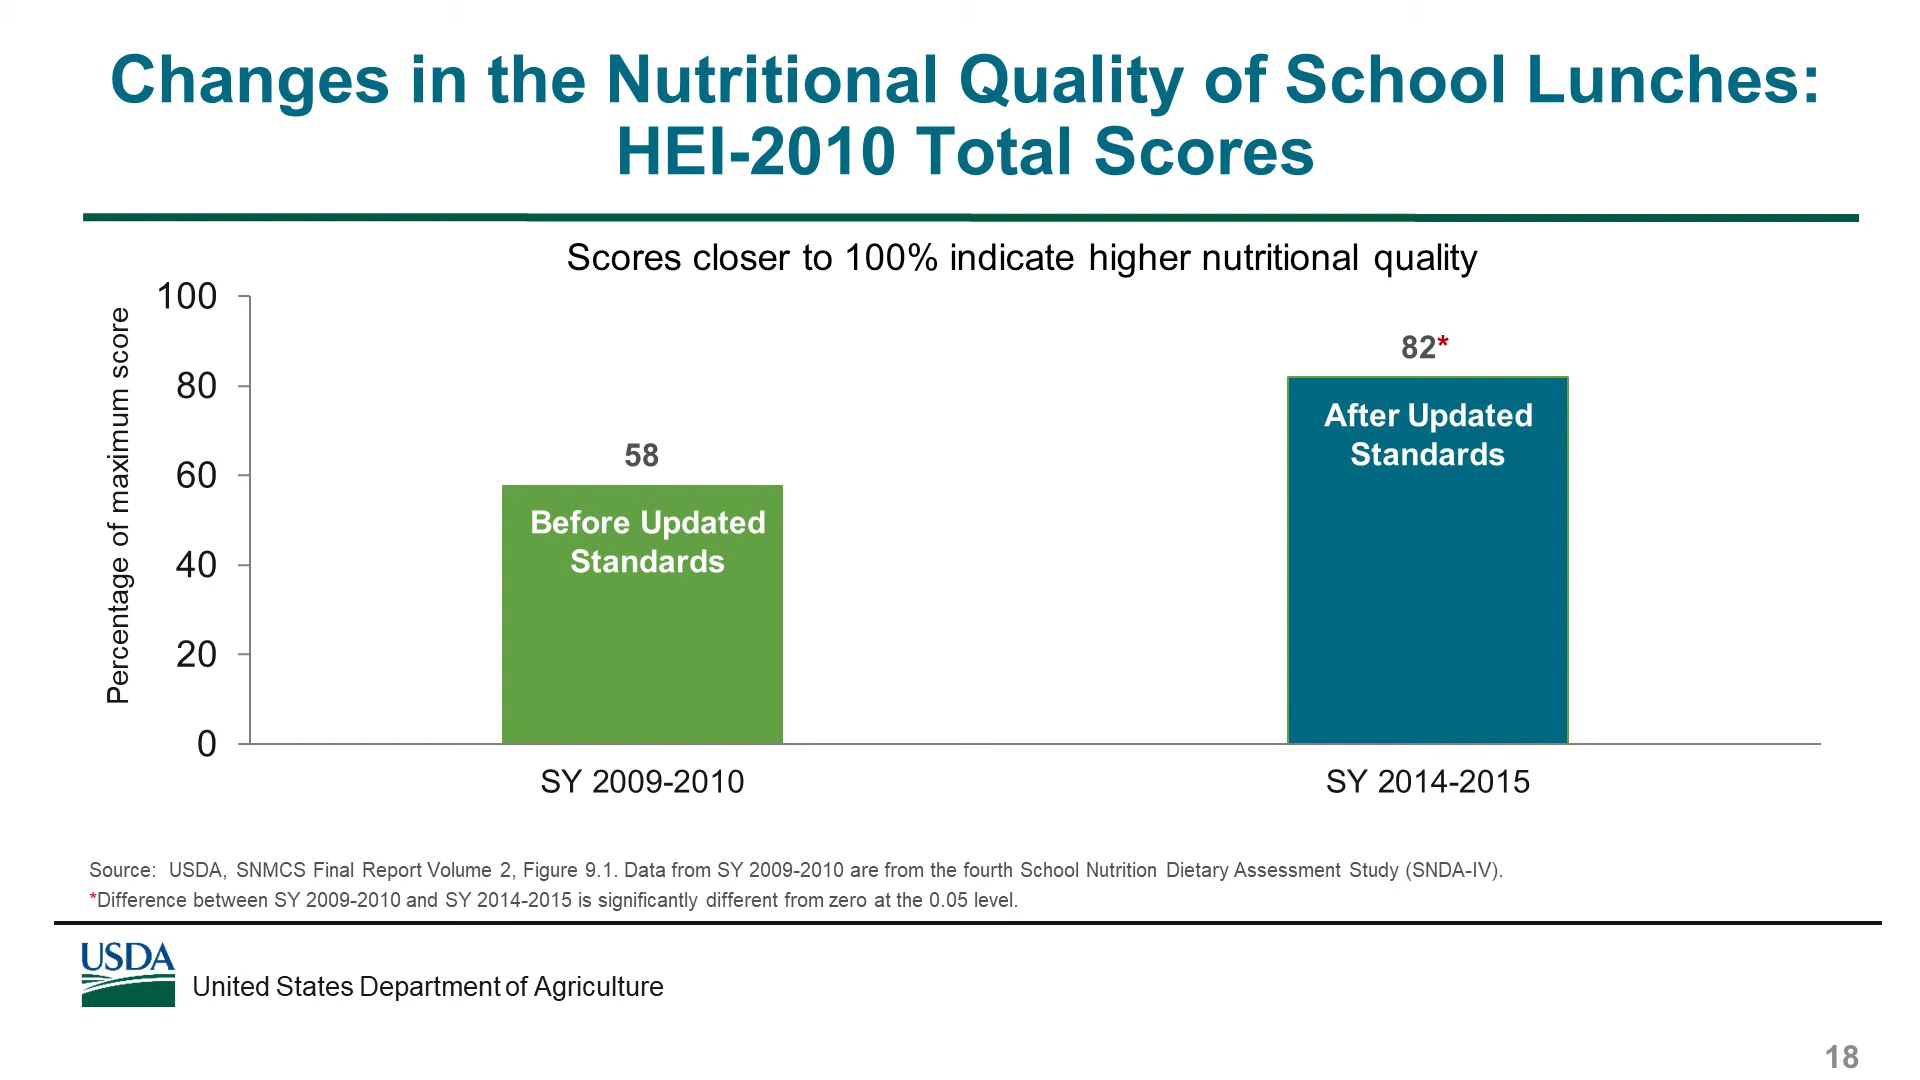 Changes in the Nutritional Quality of School Lunches:
HEI-2010 Total Scores
Scores closer to 100% indicate higher nutritional quality
Percentage of maximum score
100
80
60
40
20
0
58
Before Updated
Standards
82*
After Updated
Standards
SY 2009-2010
SY 2014-2015
Source: USDA, SNMCS Final Report Volume 2, Figure 9.1. Data from SY 2009-2010 are from the fourth School Nutrition Dietary Assessment Study (SNDA-IV).
*Difference between SY 2009-2010 and SY 2014-2015 is significantly different from zero at the 0.05 level.
USDA
United States Department of Agriculture
18